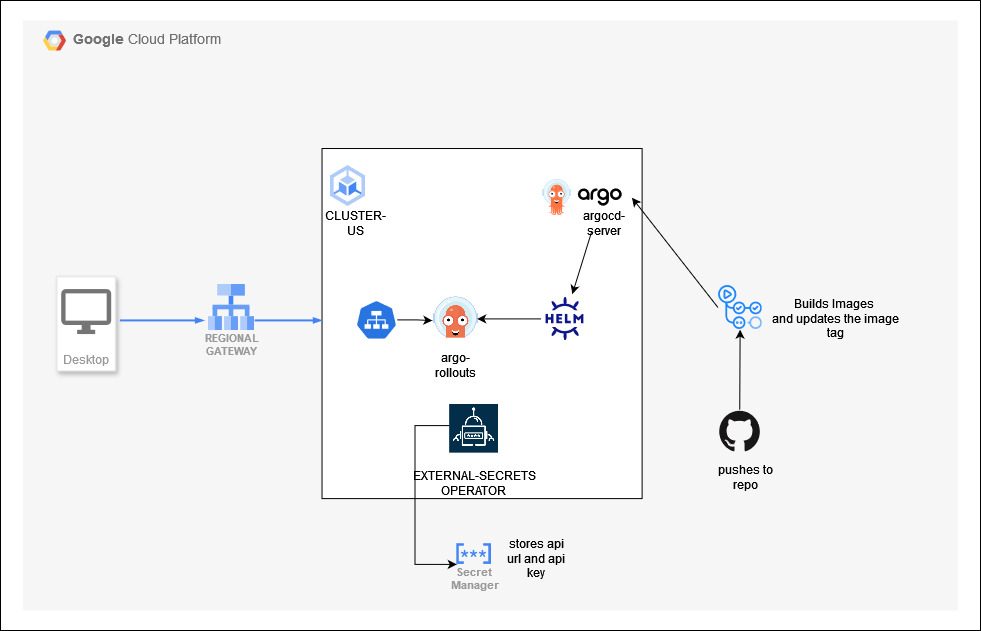 Google Cloud Platform
CLUSTER-
US
argo
argocd-
server
Desktop
REGIONAL
GATEWAY
HELM
argo-
rollouts
Builds Images
and updates the image
tag
pushes to
repo
EXTERNAL-SECRETS
OPERATOR
[***]
Secret
Manager
stores api
url and api
key